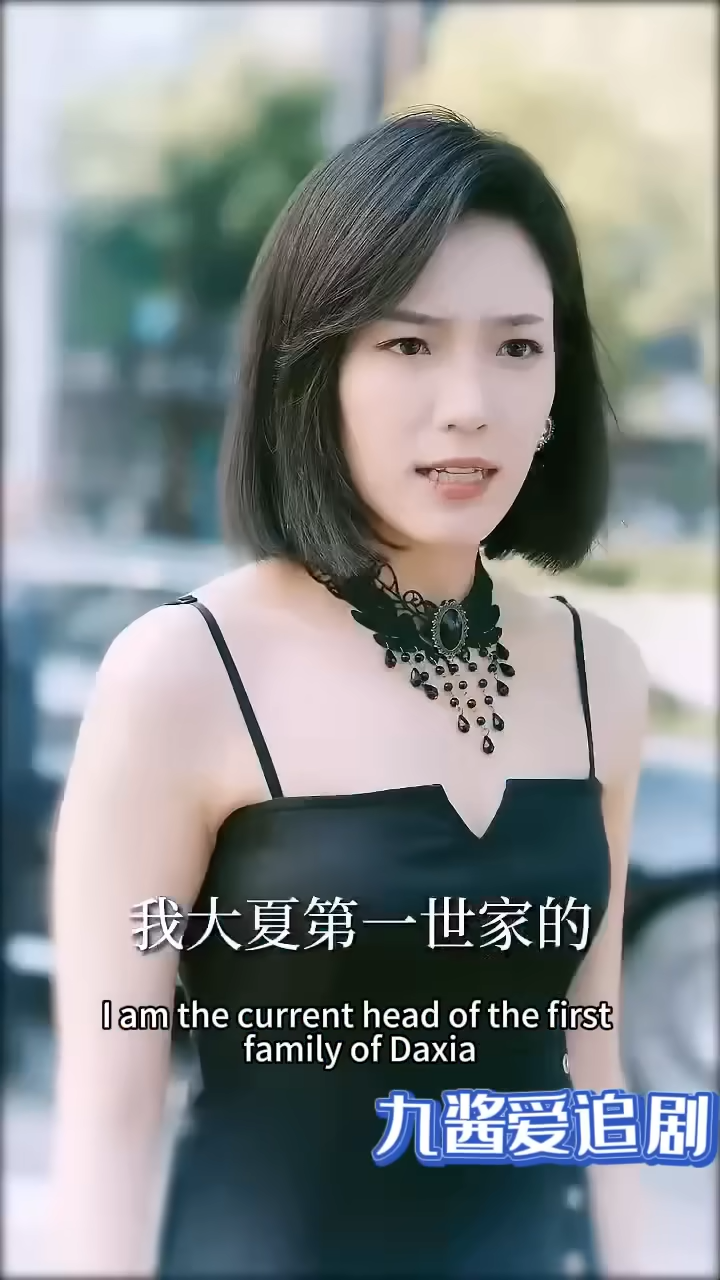 我大夏第一世家的
I am the current head of the first
family of Daxia
九酱爱追剧